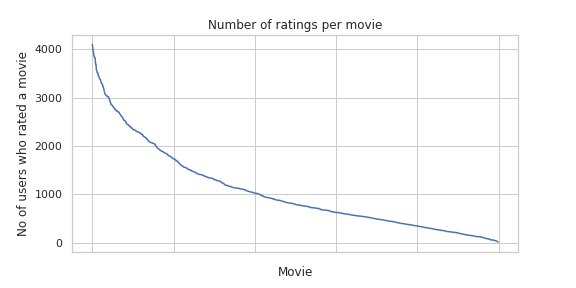 Number of ratings per movie
No of users who rated a movie
4000
3000
2000
1000
0
Movie